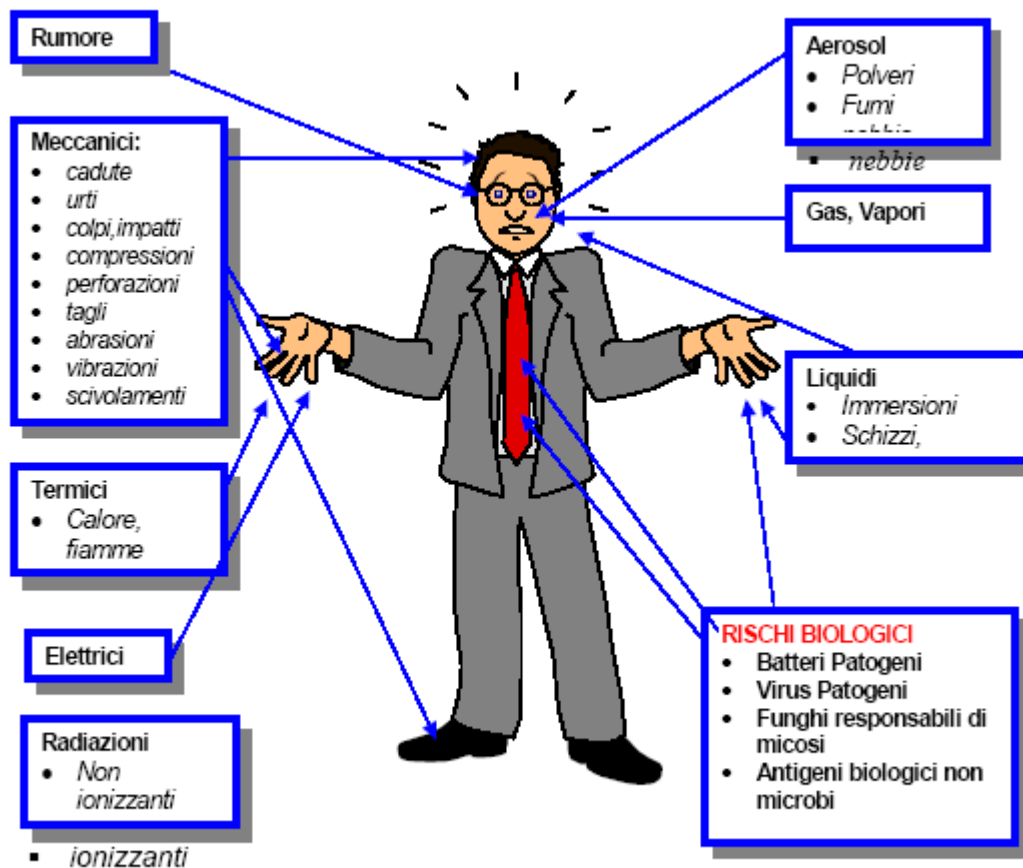 Rumore
Meccanici:
• cadute
• urti
• colpi,impatti
• compressioni
• perforazioni
• tagli
• abrasioni
• vibrazioni
• scivolamenti
Termici
• Calore,
fiamme
Elettrici
Radiazioni
• Non
ionizzanti
▪ ionizzanti
Aerosol
• Polveri
• Fumi
▪ nebbie
Gas, Vapori
Liquidi
• Immersioni
• Schizzi,
RISCHI BIOLOGICI
• Batteri Patogeni
• Virus Patogeni
• Funghi responsabili di
micosi
• Antigeni biologici non
microbi